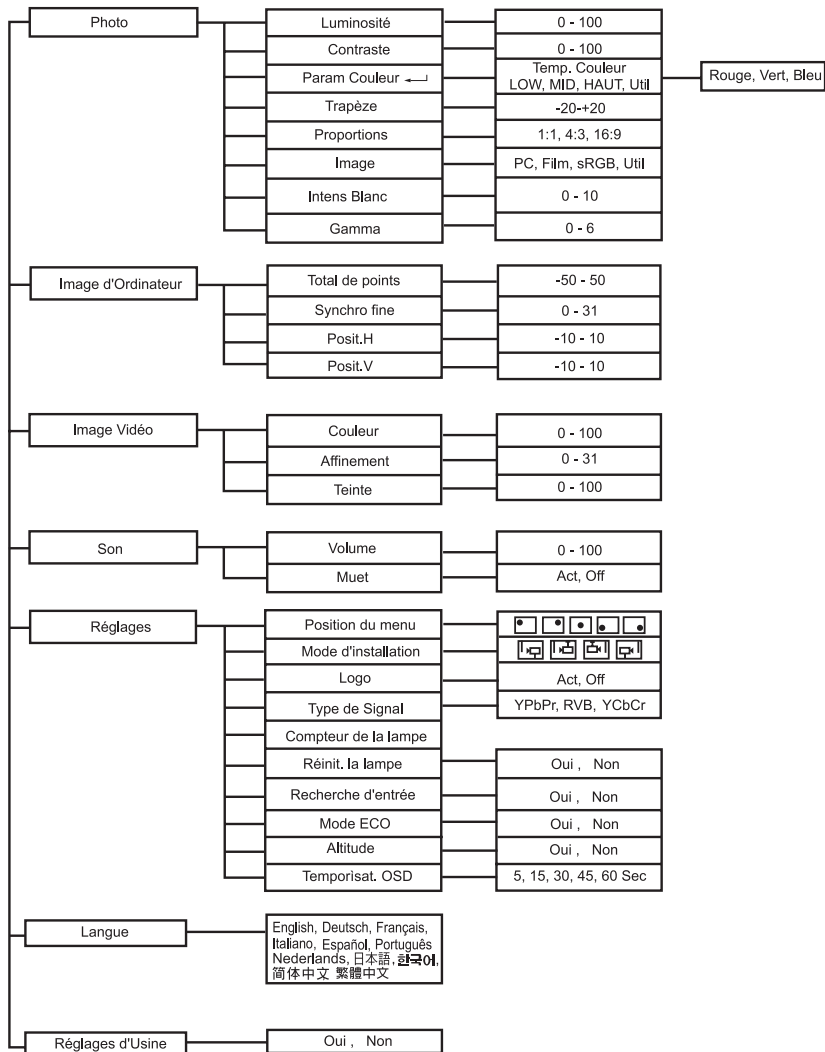 Photo
Luminosité
0 - 100
Contraste
0 - 100
Param Couleur
Temp. Couleur
LOW, MID, HAUT, Util
Rouge, Vert, Bleu
Trapèze
-20-+20
Proportions
1:1, 4:3, 16:9
Image
PC, Film, sRGB, Util
Intens Blanc
0 - 10
Gamma
0 - 6
Image d'Ordinateur
Total de points
-50 - 50
Synchro fine
0 - 31
Posit.H
-10 - 10
Posit.V
-10 - 10
Image Vidéo
Couleur
0 - 100
Affinement
0 - 31
Teinte
0 - 100
Son
Volume
0 - 100
Muet
Act, Off
Réglages
Position du menu
Mode d'installation
Logo
Act, Off
Type de Signal
YPbPr, RVB, YCbCr
Compteur de la lampe
Réinit. la lampe
Oui , Non
Recherche d'entrée
Oui , Non
Mode ECO
Oui , Non
Altitude
Oui , Non
Temporisat. OSD
5, 15, 30, 45, 60 Sec
Langue
English, Deutsch, Français,
Italiano, Español, Português
Nederlands, 日本語, 한국어,
简体中文 繁體中文
Réglages d'Usine
Oui , Non